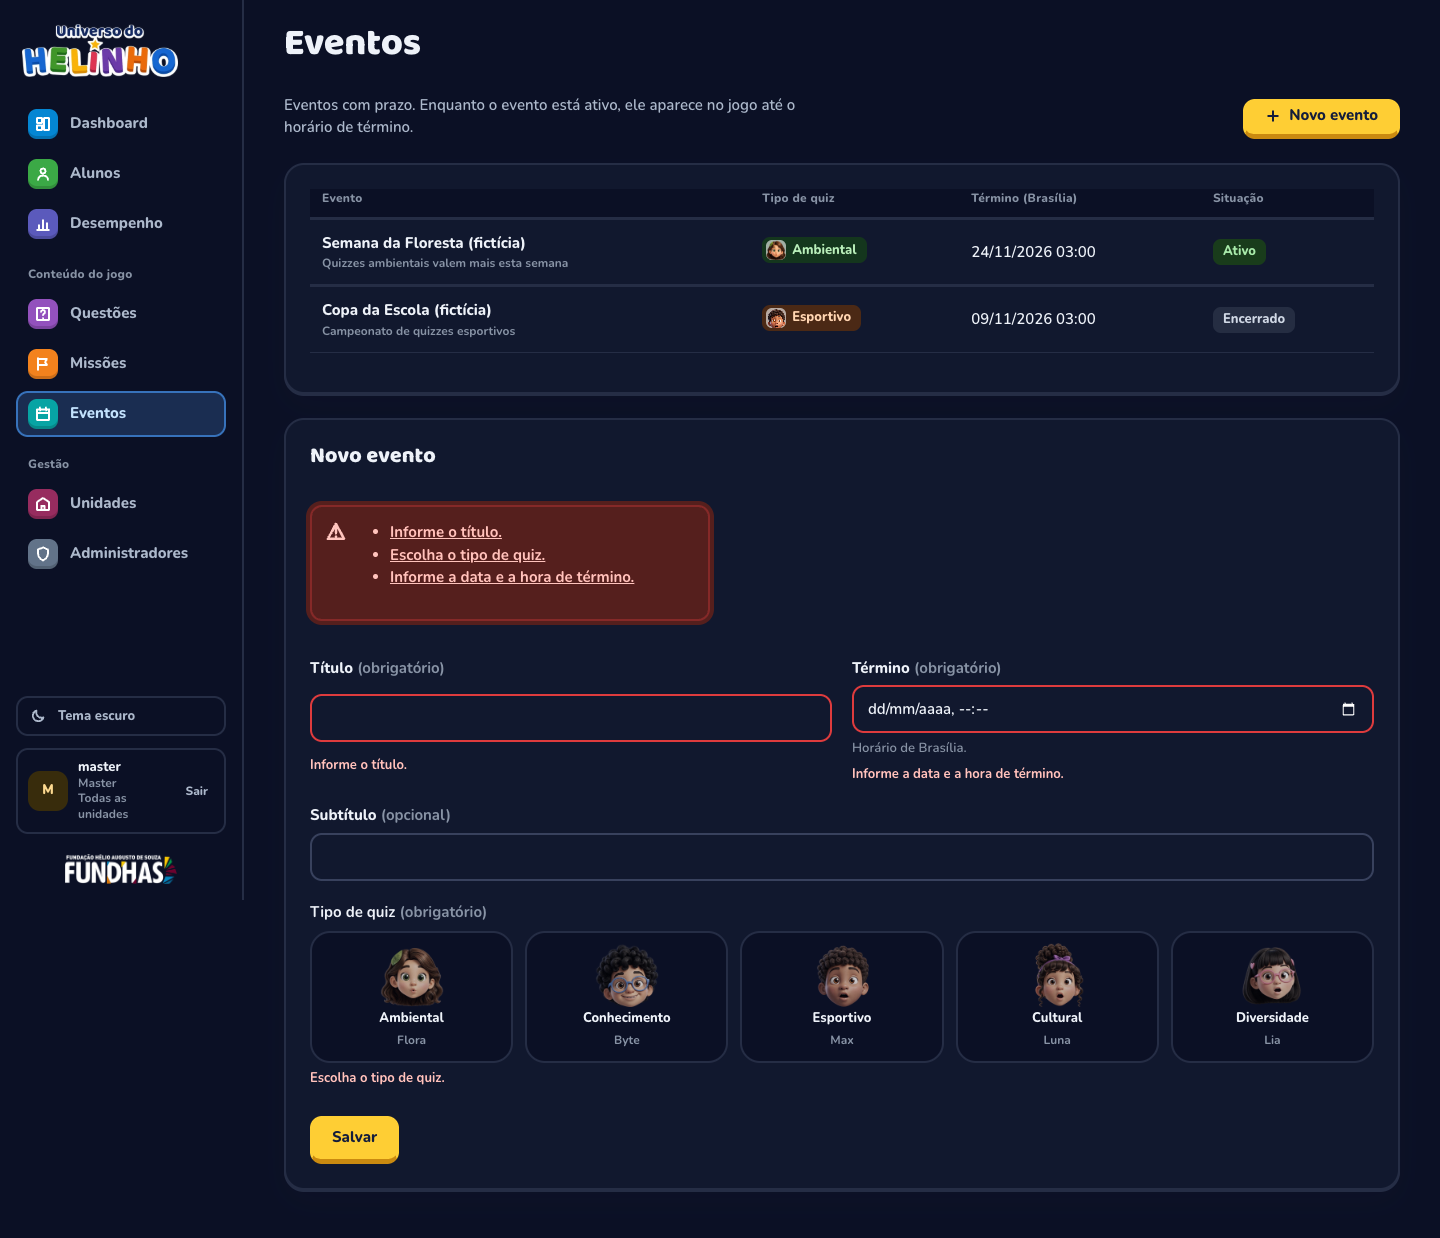 Universo do
HELINHO
Dashboard
Alunos
Desempenho
Conteúdo do jogo
Questões
Missões
Eventos
Gestão
Unidades
Administradores
Tema escuro
M
master
Master
Todas as
unidades
Sair
FUNDAÇÃO HÉLIO AUGUSTO DE SOUZA
FUNDHAS
Eventos
Eventos com prazo. Enquanto o evento está ativo, ele aparece no jogo até o
horário de término.
Novo evento
Evento Tipo de quiz Término (Brasília) Situação
Semana da Floresta (fictícia)
Quizzes ambientais valem mais esta semana
Ambiental
24/11/2026 03:00
Ativo
Copa da Escola (fictícia)
Campeonato de quizzes esportivos
Esportivo
09/11/2026 03:00
Encerrado
Novo evento
Informe o título.
Escolha o tipo de quiz.
Informe a data e a hora de término.
Título (obrigatório)
Informe o título.
Término (obrigatório)
dd/mm/aaaa, --:--
Horário de Brasília.
Informe a data e a hora de término.
Subtítulo (opcional)
Tipo de quiz (obrigatório)
Ambiental
Flora
Conhecimento
Byte
Esportivo
Max
Cultural
Luna
Diversidade
Lia
Escolha o tipo de quiz.
Salvar